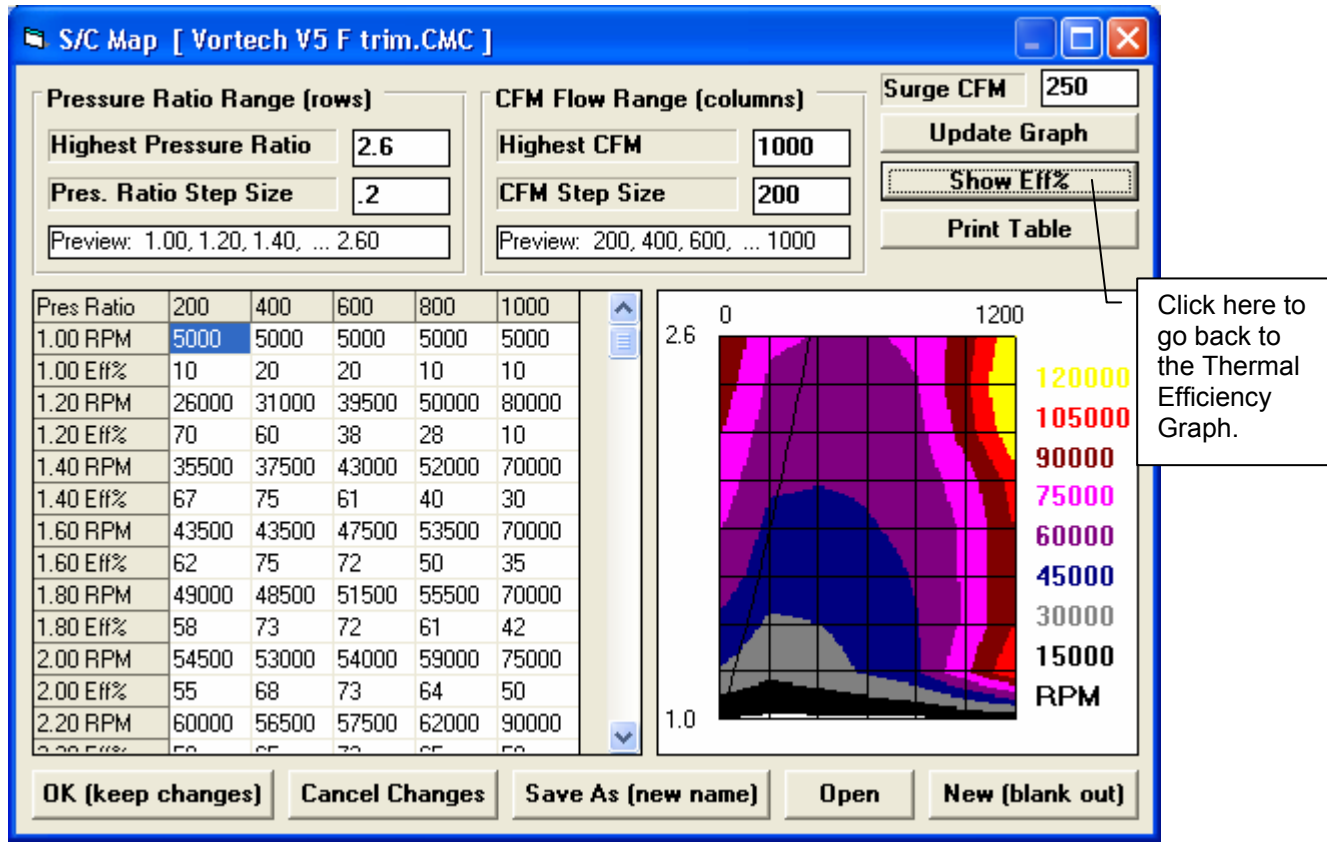 S/C Map [ Vortech V5 F trim.CMC ]
Pressure Ratio Range (rows)
Highest Pressure Ratio 2.6
Pres. Ratio Step Size .2
Preview: 1.00, 1.20, 1.40, ... 2.60
CFM Flow Range (columns)
Highest CFM 1000
CFM Step Size 200
Preview: 200, 400, 600, ... 1000
Surge CFM 250
Update Graph
Show Eff%
Print Table
Pres Ratio 200 400 600 800 1000
1.00 RPM 5000 5000 5000 5000 5000
1.00 Eff% 10 20 20 10 10
1.20 RPM 26000 31000 39500 50000 80000
1.20 Eff% 70 60 38 28 10
1.40 RPM 35500 37500 43000 52000 70000
1.40 Eff% 67 75 61 40 30
1.60 RPM 43500 43500 47500 53500 70000
1.60 Eff% 62 75 72 50 35
1.80 RPM 49000 48500 51500 55500 70000
1.80 Eff% 58 73 72 61 42
2.00 RPM 54500 53000 54000 59000 75000
2.00 Eff% 55 68 73 64 50
2.20 RPM 60000 56500 57500 62000 90000
0 1200
2.6
1.0
120000
105000
90000
75000
60000
45000
30000
15000
RPM
Click here to
go back to
the Thermal
Efficiency
Graph.
OK (keep changes) Cancel Changes Save As (new name) Open New (blank out)